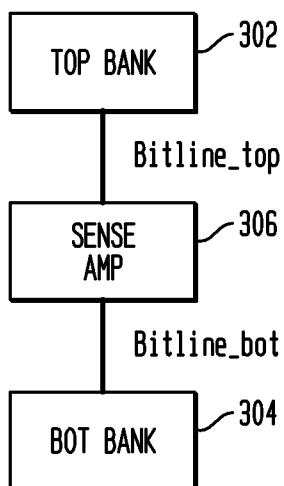 302
TOP BANK
Bitline_top
306
SENSE
AMP
Bitline_bot
304
BOT BANK